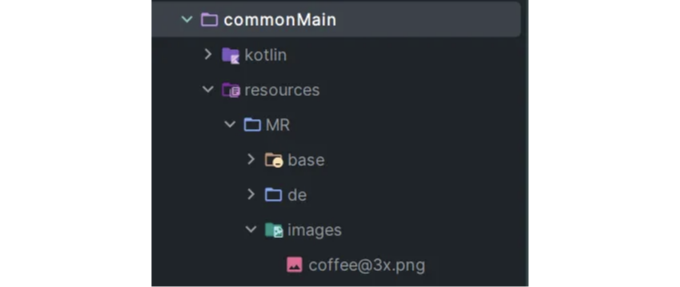 commonMain
kotlin
resources
MR
base
de
images
coffee@3x.png